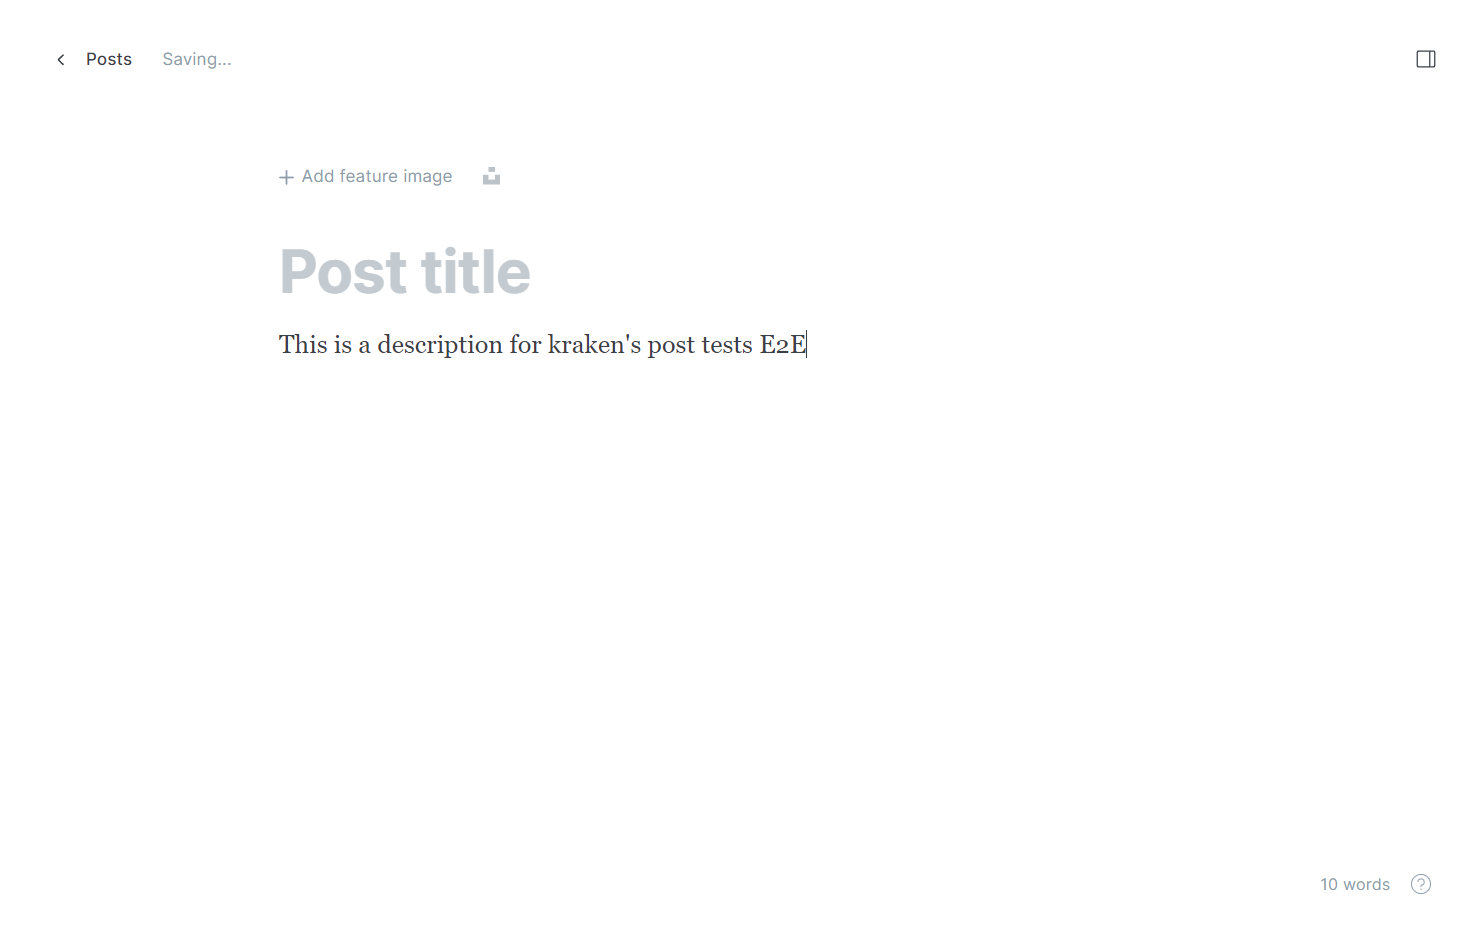 Posts
Saving...
Add feature image
Post title
This is a description for kraken's post tests E2E
10 words
?